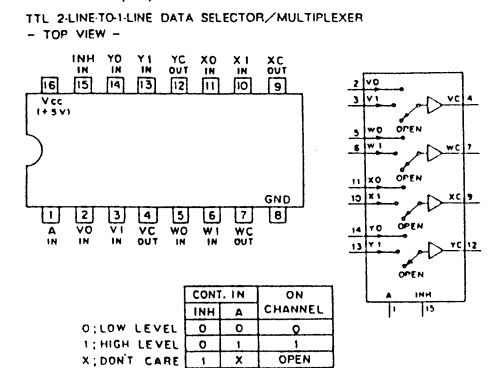 TTL 2-LINE-TO-1-LINE DATA SELECTOR/MULTIPLEXER
– TOP VIEW –
INH Y0 Y1 YC X0 X1 XC
IN IN IN OUT IN IN OUT
16 15 14 13 12 11 10 9
Vcc
(+5V)
GND
1 2 3 4 5 6 7 8
A V0 V1 VC W0 W1 WC
IN IN IN OUT IN IN OUT
2 V0
3 V1 VC 4
OPEN
5 W0
6 W1 WC 7
OPEN
11 X0
10 X1 XC 9
OPEN
14 Y0
13 Y1 YC 12
OPEN
A INH
1 15
CONT. IN ON
INH A CHANNEL
0;LOW LEVEL 0 0 0
1;HIGH LEVEL 0 1 1
X;DON'T CARE 1 X OPEN